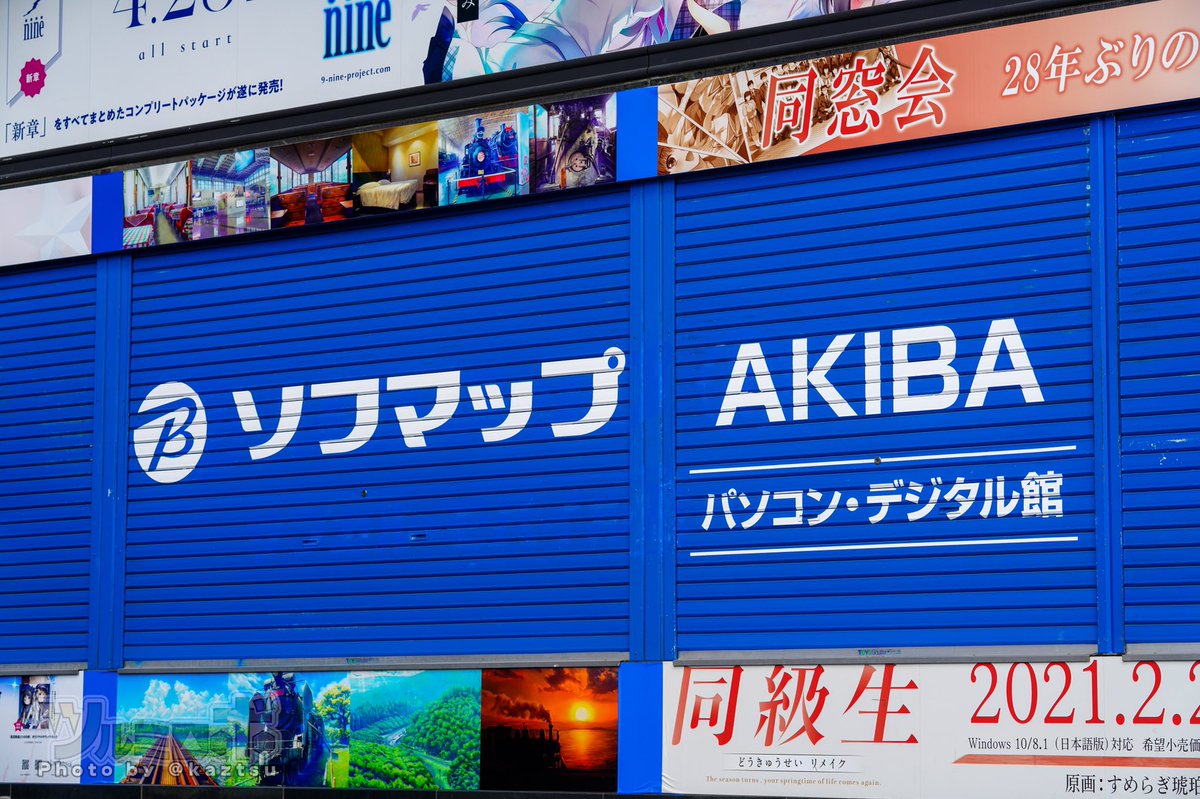 nine
新章
4.28
all start
nine
9-nine-project.com
「新章」をすべてまとめたコンプリートパッケージが遂に発売!
み
同窓会
28年ぶりの
B ソフマップ
AKIBA
パソコン・デジタル館
同級生
どうきゅうせい リメイク
The season turns , your springtime of life comes again.
2021.2.2
Windows 10/8.1(日本語版)対応 希望小売価
原画:すめらぎ琥珀
Photo by @kaztsu